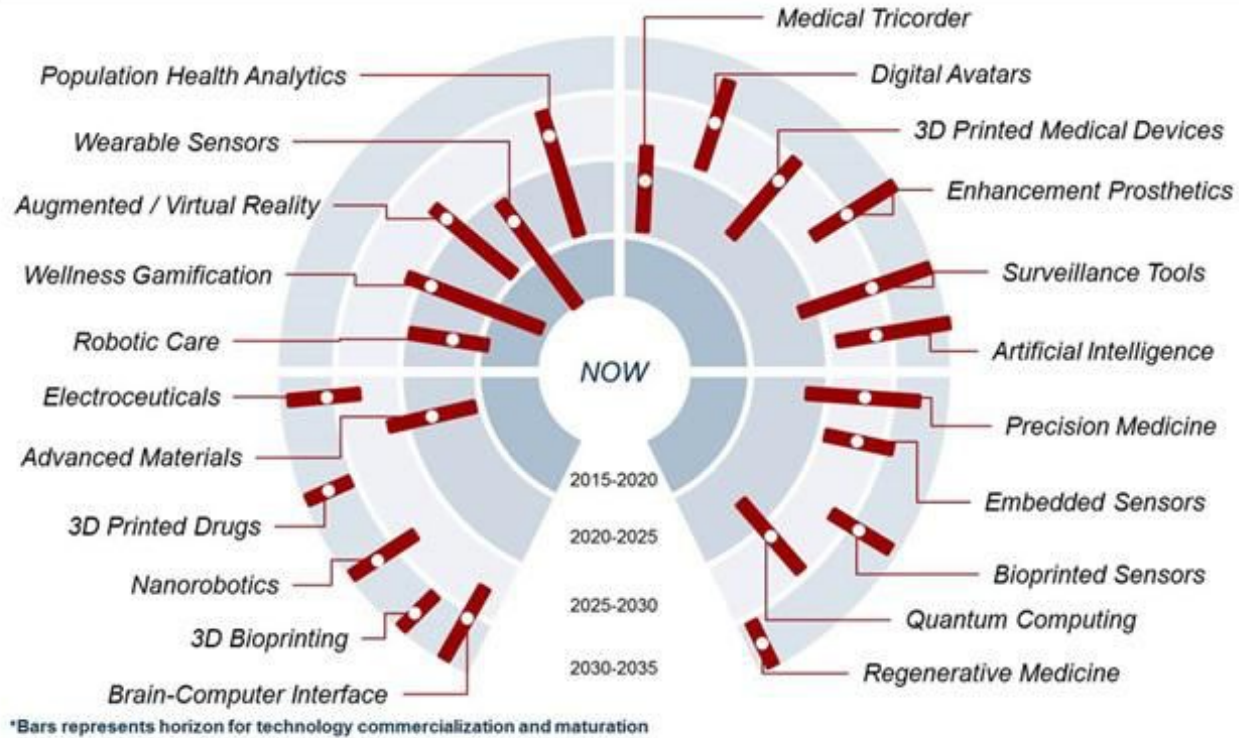 Medical Tricorder
Population Health Analytics
Digital Avatars
Wearable Sensors
3D Printed Medical Devices
Augmented / Virtual Reality
Enhancement Prosthetics
Wellness Gamification
Surveillance Tools
Robotic Care
Artificial Intelligence
NOW
Electroceuticals
Precision Medicine
Advanced Materials
2015-2020
Embedded Sensors
3D Printed Drugs
2020-2025
Nanorobotics
Bioprinted Sensors
2025-2030
Quantum Computing
3D Bioprinting
2030-2035
Regenerative Medicine
Brain-Computer Interface
*Bars represents horizon for technology commercialization and maturation